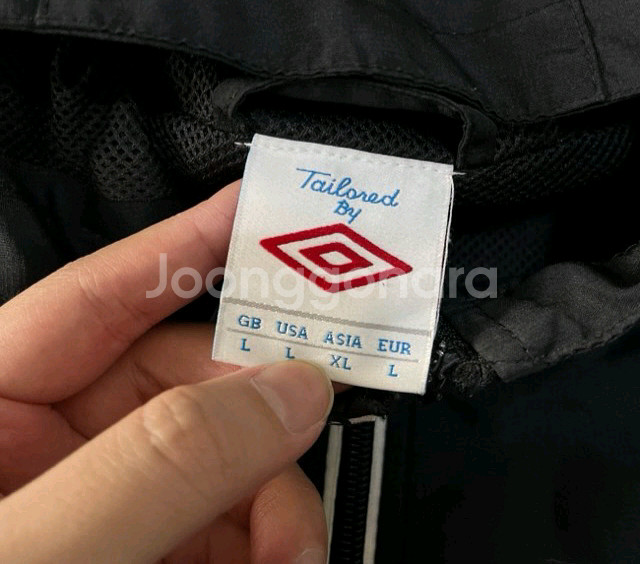 Tailored
By
Joonggonara
GB USA ASIA EUR
L L XL L